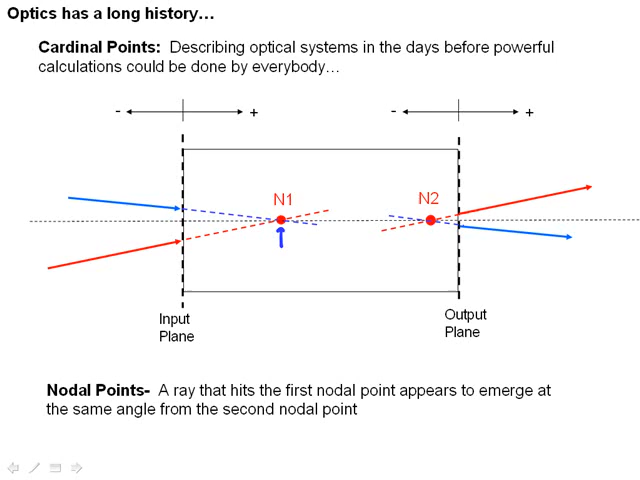 Optics has a long history…
Cardinal Points:  Describing optical systems in the days before powerful
calculations could be done by everybody…
- + - +
N1 N2
Input
Plane
Output
Plane
Nodal Points-  A ray that hits the first nodal point appears to emerge at
the same angle from the second nodal point